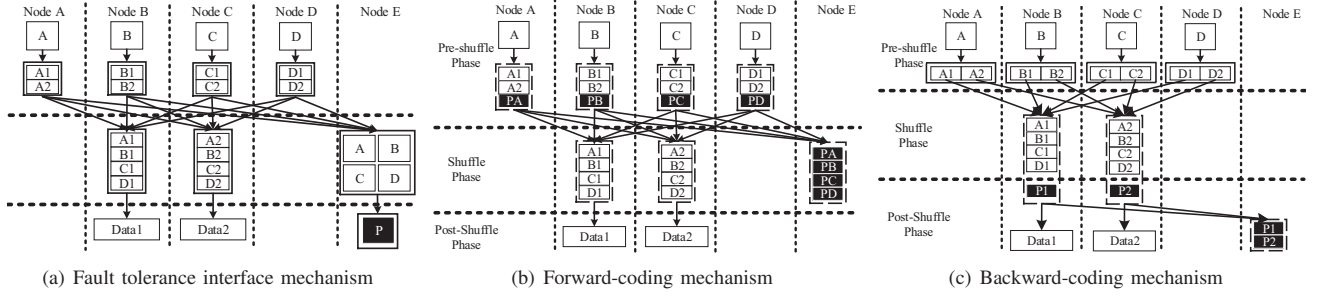 Node A Node B Node C Node D Node E
A B C D
A1 B1 C1 D1
A2 B2 C2 D2
A1 A2 A B
B1 B2
C1 C2 C D
D1 D2
P
Data1 Data2
(a) Fault tolerance interface mechanism
Node A Node B Node C Node D Node E
Pre-shuffle
Phase
A B C D
A1 B1 C1 D1
A2 B2 C2 D2
PA PB PC PD
Shuffle
Phase
A1 A2 PA
B1 B2 PB
C1 C2 PC
D1 D2 PD
Post-Shuffle
Phase
Data1 Data2
(b) Forward-coding mechanism
Node A Node B Node C Node D Node E
Pre-shuffle
Phase
A B C D
A1 A2 B1 B2 C1 C2 D1 D2
Shuffle
Phase
A1 A2
B1 B2
C1 C2
D1 D2
P1 P2
Post-Shuffle
Phase
Data1 Data2
P1
P2
(c) Backward-coding mechanism